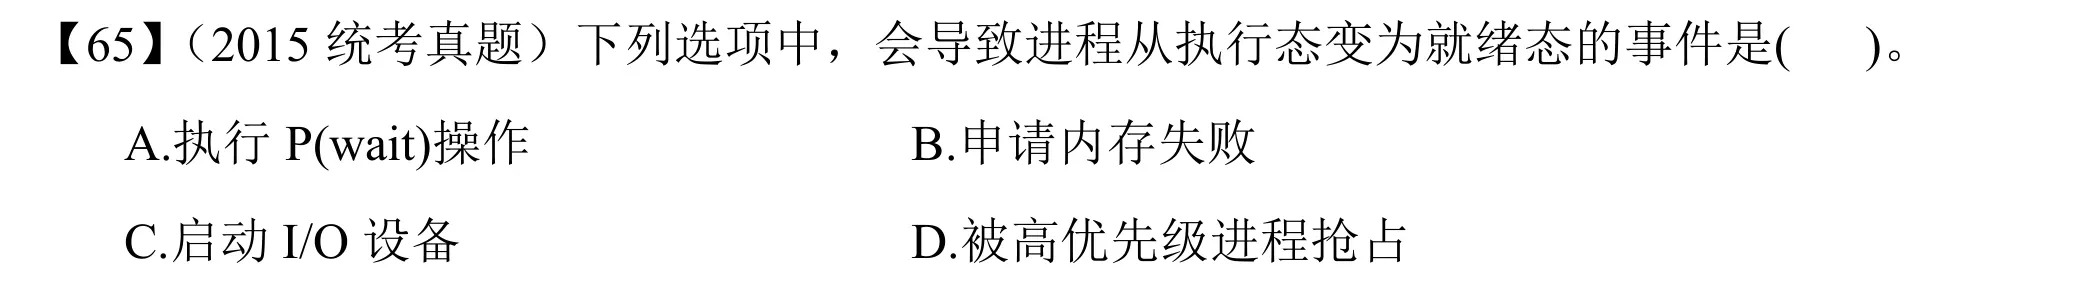 【65】（2015 统考真题）下列选项中，会导致进程从执行态变为就绪态的事件是(  )。
A.执行 P(wait)操作 B.申请内存失败
C.启动 I/O 设备 D.被高优先级进程抢占